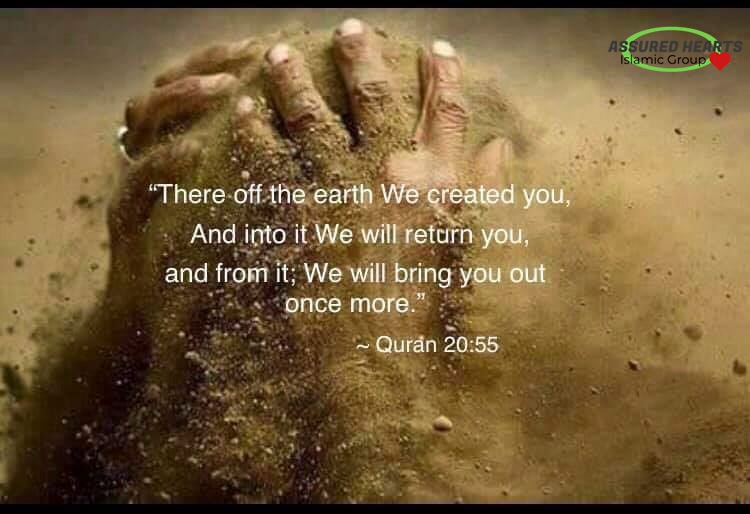 ASSURED HEARTS
Islamic Group
“There off the earth We created you,
And into it We will return you,
and from it; We will bring you out
once more.”
~ Quran 20:55